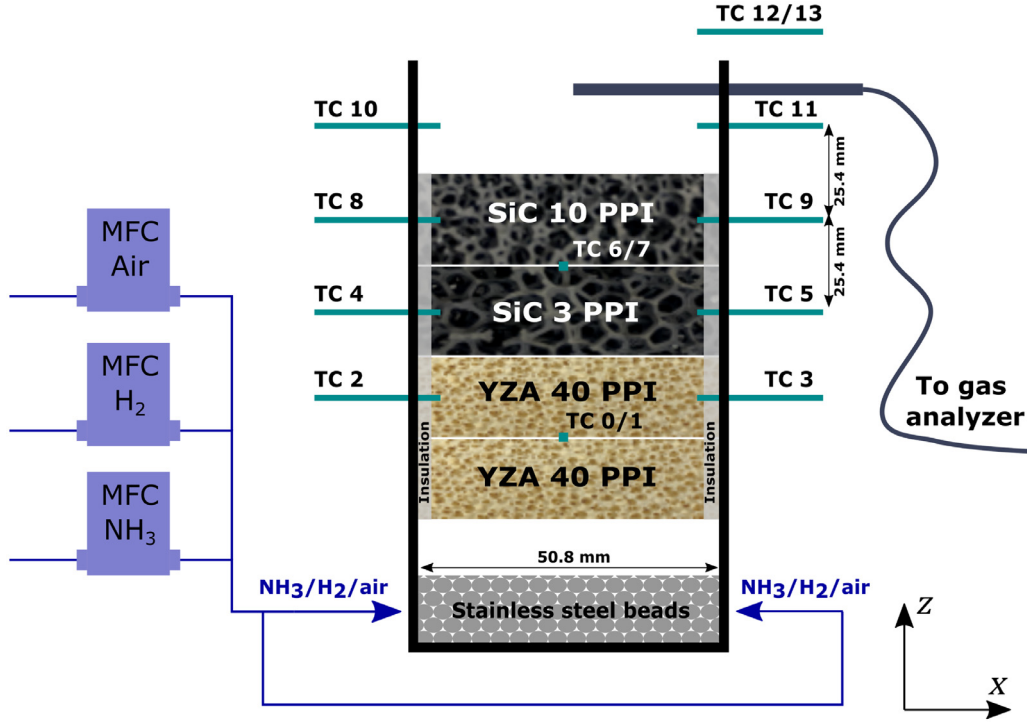 TC 12/13
TC 10
TC 11
25.4 mm
TC 8
SiC 10 PPI
TC 9
TC 6/7
25.4 mm
TC 4
SiC 3 PPI
TC 5
TC 2
YZA 40 PPI
TC 3
TC 0/1
YZA 40 PPI
Insulation
Insulation
To gas
analyzer
MFC
Air
MFC
H₂
MFC
NH₃
50.8 mm
NH₃/H₂/air
NH₃/H₂/air
Stainless steel beads
Z
X